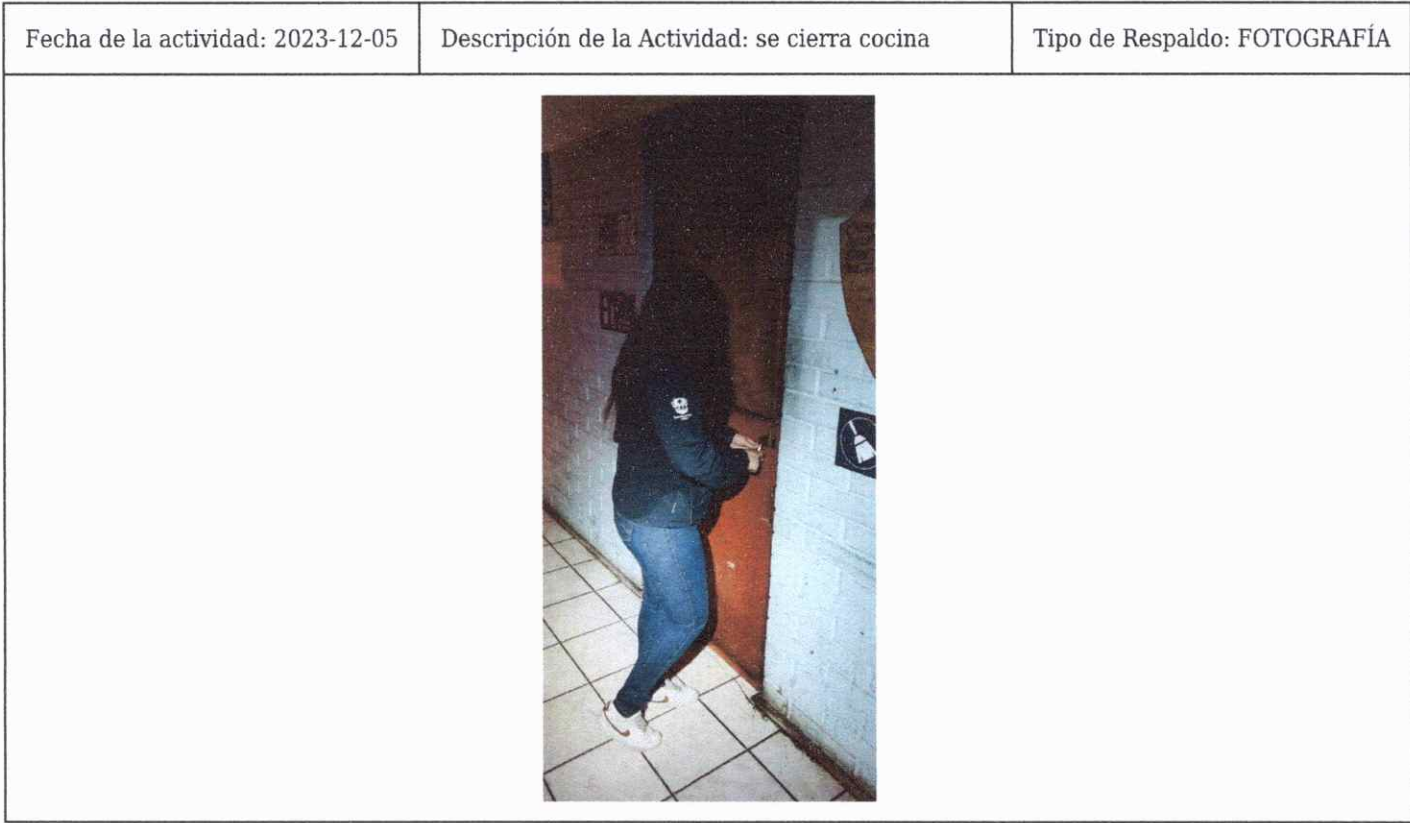 Fecha de la actividad: 2023-12-05
Descripción de la Actividad: se cierra cocina
Tipo de Respaldo: FOTOGRAFÍA